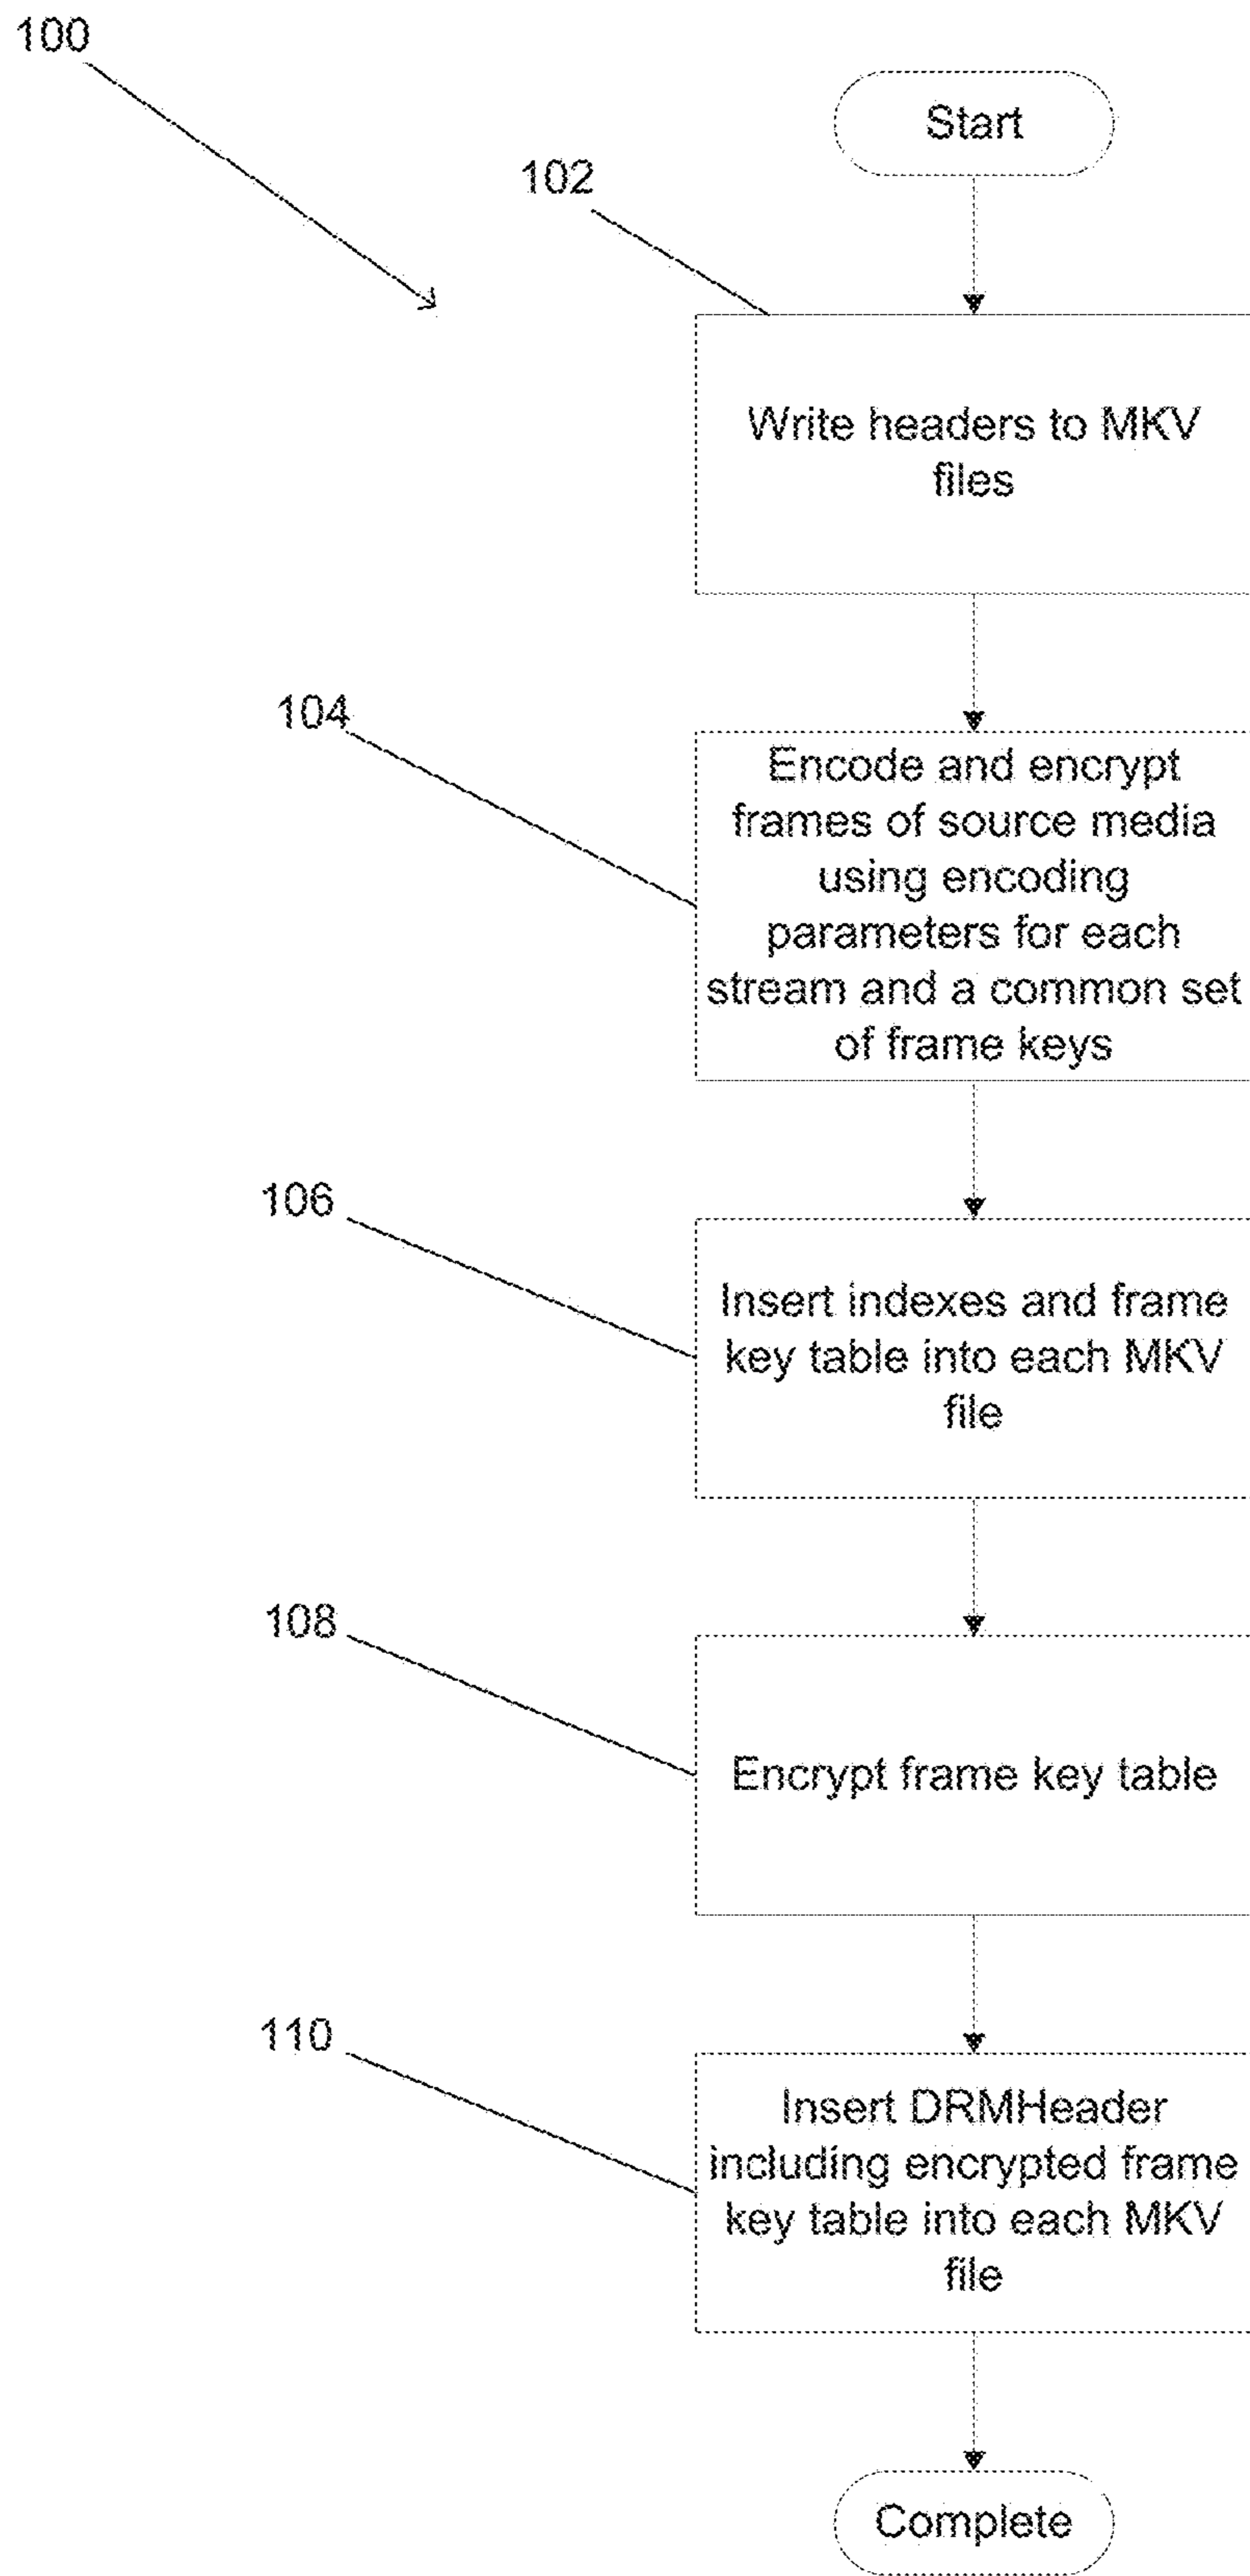 100
Start
102
Write headers to MKV
files
104
Encode and encrypt
frames of source media
using encoding
parameters for each
stream and a common set
of frame keys
106
Insert indexes and frame
key table into each MKV
file
108
Encrypt frame key table
110
Insert DRMHeader
including encrypted frame
key table into each MKV
file
Complete